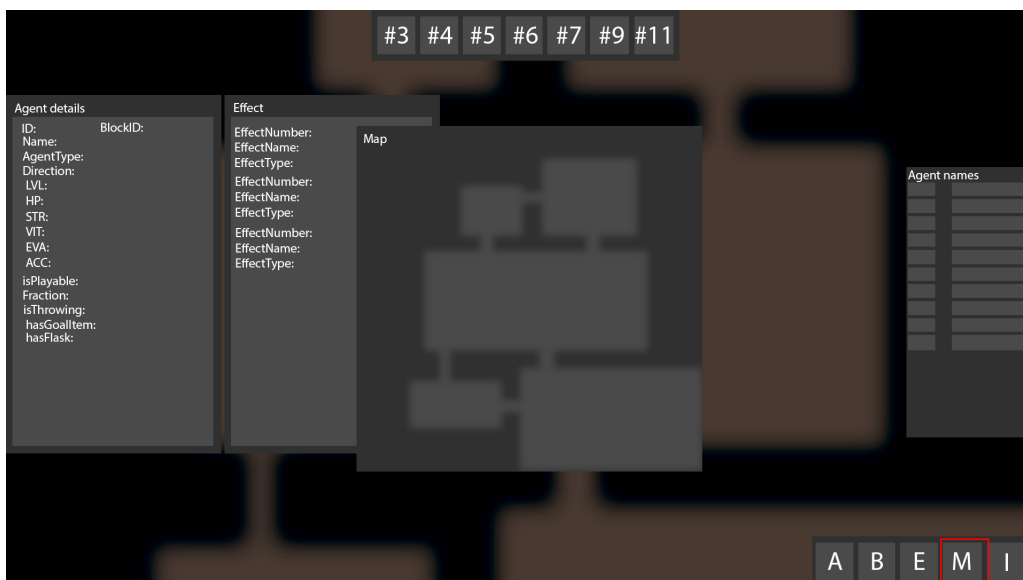 #3 #4 #5 #6 #7 #9 #11
Agent details
ID: BlockID:
Name:
AgentType:
Direction:
LVL:
HP:
STR:
VIT:
EVA:
ACC:
isPlayable:
Fraction:
isThrowing:
hasGoalItem:
hasFlask:
Effect
EffectNumber:
EffectName:
EffectType:
EffectNumber:
EffectName:
EffectType:
EffectNumber:
EffectName:
EffectType:
Map
Agent names
A B E M I